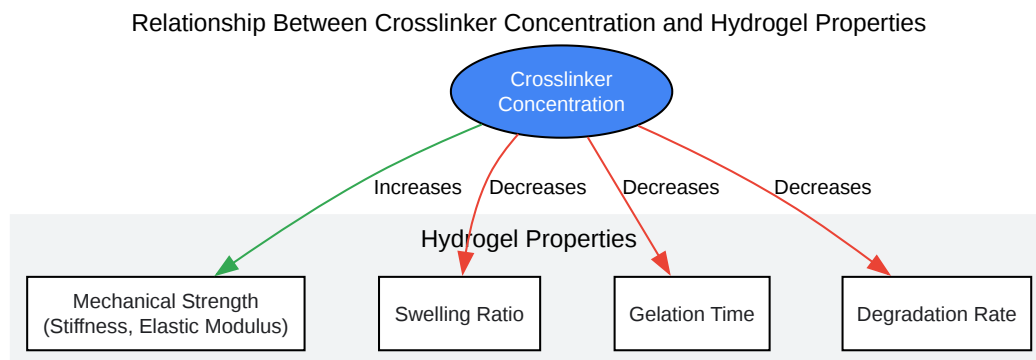 Relationship Between Crosslinker Concentration and Hydrogel Properties
Crosslinker
Concentration
Increases
Decreases
Decreases
Decreases
Hydrogel Properties
Mechanical Strength
(Stiffness, Elastic Modulus)
Swelling Ratio
Gelation Time
Degradation Rate